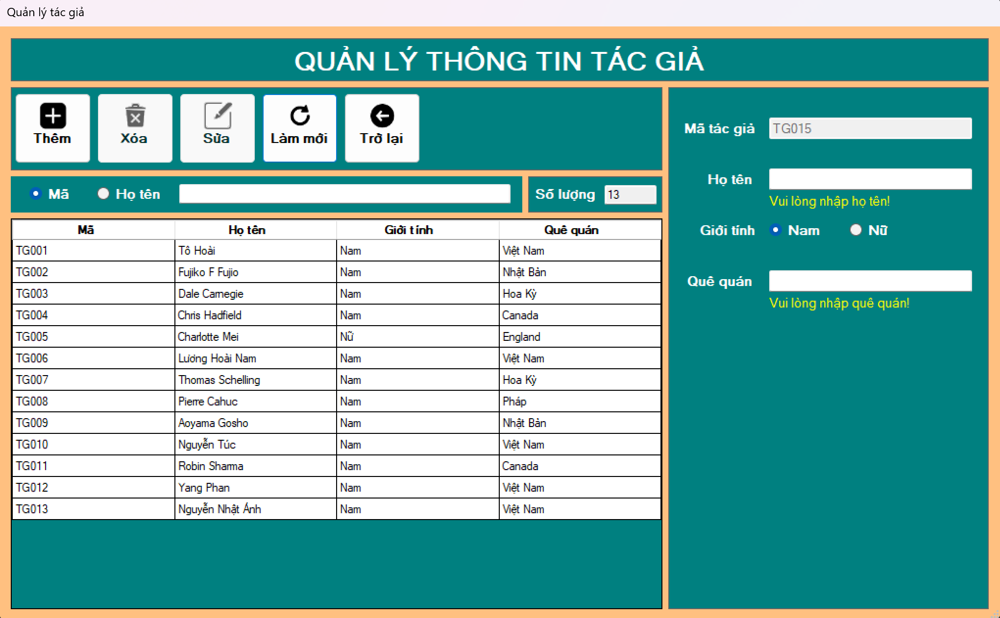 Quản lý tác giả
QUẢN LÝ THÔNG TIN TÁC GIẢ
Thêm Xóa Sửa Làm mới Trở lại
Mã Họ tên Số lượng 13
Mã Họ tên Giới tính Quê quán
TG001 Tô Hoài Nam Việt Nam
TG002 Fujiko F Fujio Nam Nhật Bản
TG003 Dale Carnegie Nam Hoa Kỳ
TG004 Chris Hadfield Nam Canada
TG005 Charlotte Mei Nữ England
TG006 Lương Hoài Nam Nam Việt Nam
TG007 Thomas Schelling Nam Hoa Kỳ
TG008 Pierre Cahuc Nam Pháp
TG009 Aoyama Gosho Nam Nhật Bản
TG010 Nguyễn Túc Nam Việt Nam
TG011 Robin Sharma Nam Canada
TG012 Yang Phan Nam Việt Nam
TG013 Nguyễn Nhật Ánh Nam Việt Nam
Mã tác giả TG015
Họ tên
Vui lòng nhập họ tên!
Giới tính Nam Nữ
Quê quán
Vui lòng nhập quê quán!